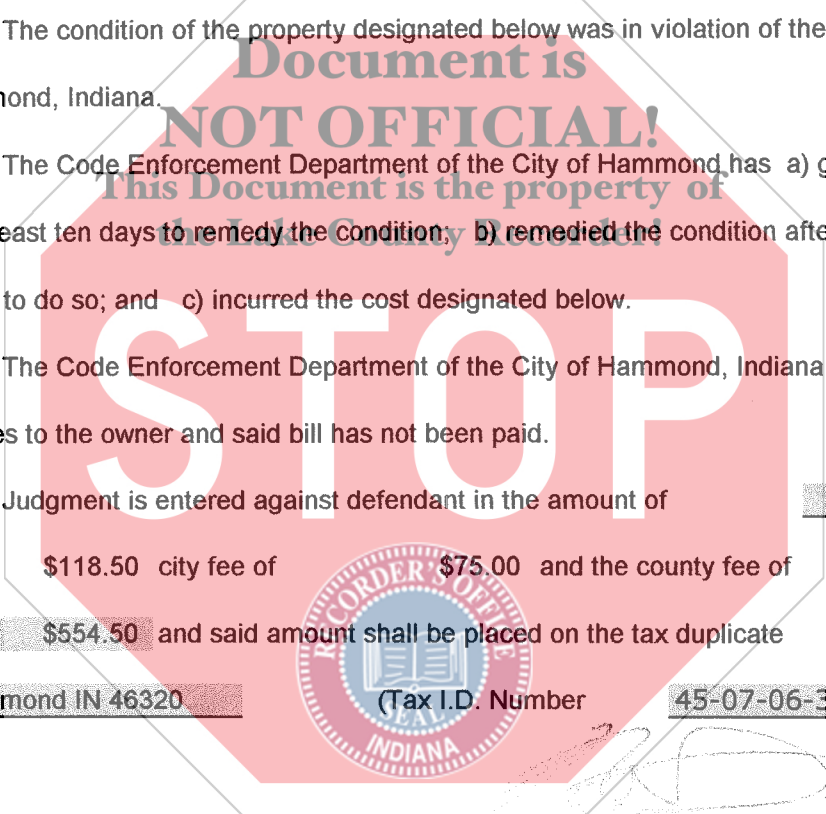 The condition of the property designated below was in violation of the
Document is
mond, Indiana.
NOT OFFICIAL!
The Code Enforcement Department of the City of Hammond has a) g
This Document is the property of
east ten days to remedy the condition; b) remedied the condition afte
the Lake County Recorder!
to do so; and c) incurred the cost designated below.
STOP
The Code Enforcement Department of the City of Hammond, Indiana
es to the owner and said bill has not been paid.
Judgment is entered against defendant in the amount of
$118.50 city fee of $75.00 and the county fee of
$554.50 and said amount shall be placed on the tax duplicate
mond IN 46320 (Tax I.D. Number 45-07-06-3
RECORDER'S OFFICE
SEAL
INDIANA